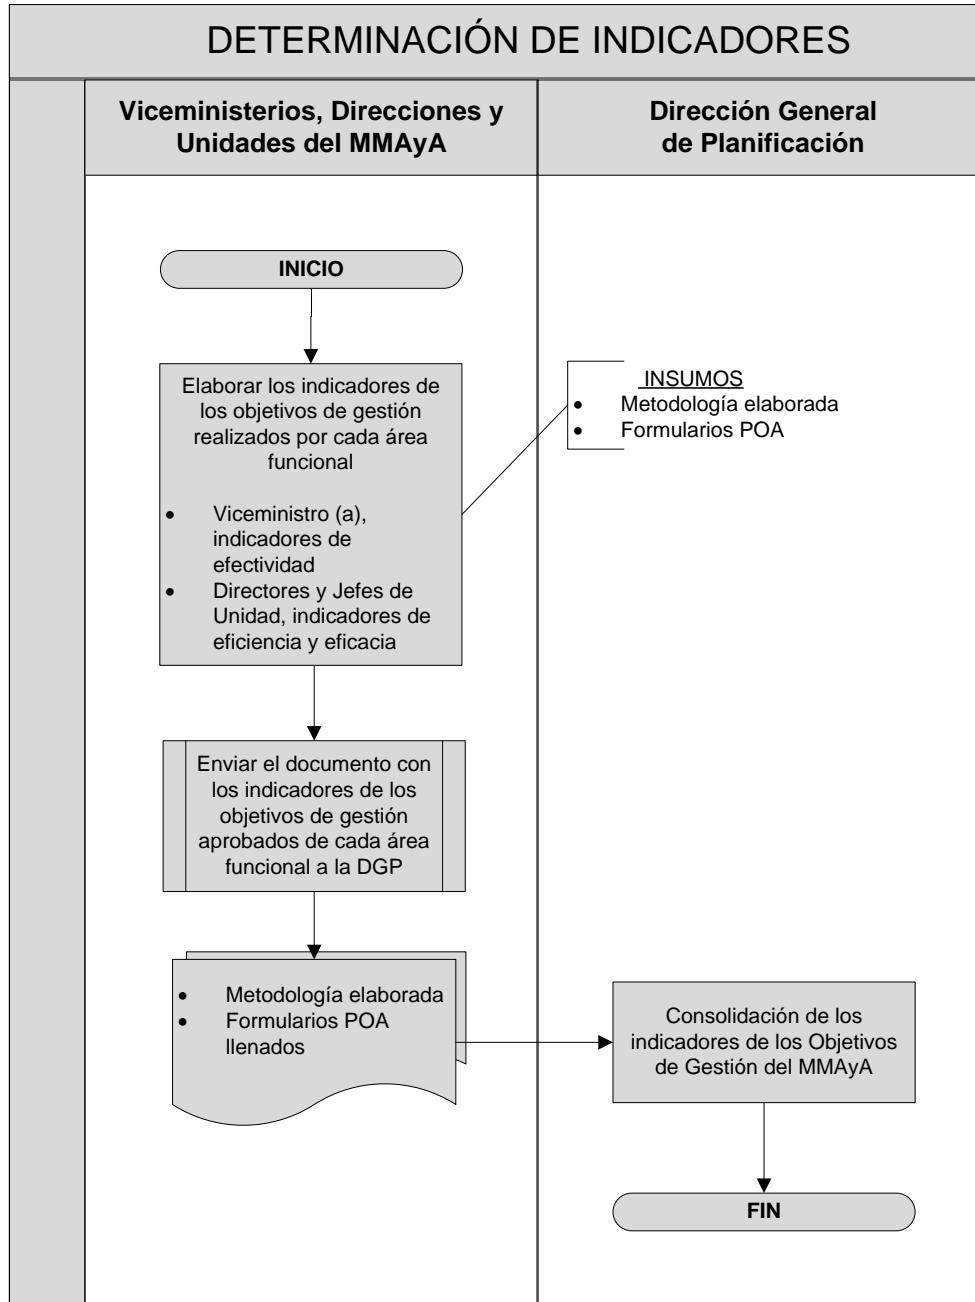 DETERMINACIÓN DE INDICADORES
Viceministerios, Direcciones y
Unidades del MMAyA
Dirección General
de Planificación
INICIO
Elaborar los indicadores de
los objetivos de gestión
realizados por cada área
funcional
• Viceministro (a),
indicadores de
efectividad
• Directores y Jefes de
Unidad, indicadores de
eficiencia y eficacia
INSUMOS
• Metodología elaborada
• Formularios POA
Enviar el documento con
los indicadores de los
objetivos de gestión
aprobados de cada área
funcional a la DGP
• Metodología elaborada
• Formularios POA
llenados
Consolidación de los
indicadores de los Objetivos
de Gestión del MMAyA
FIN